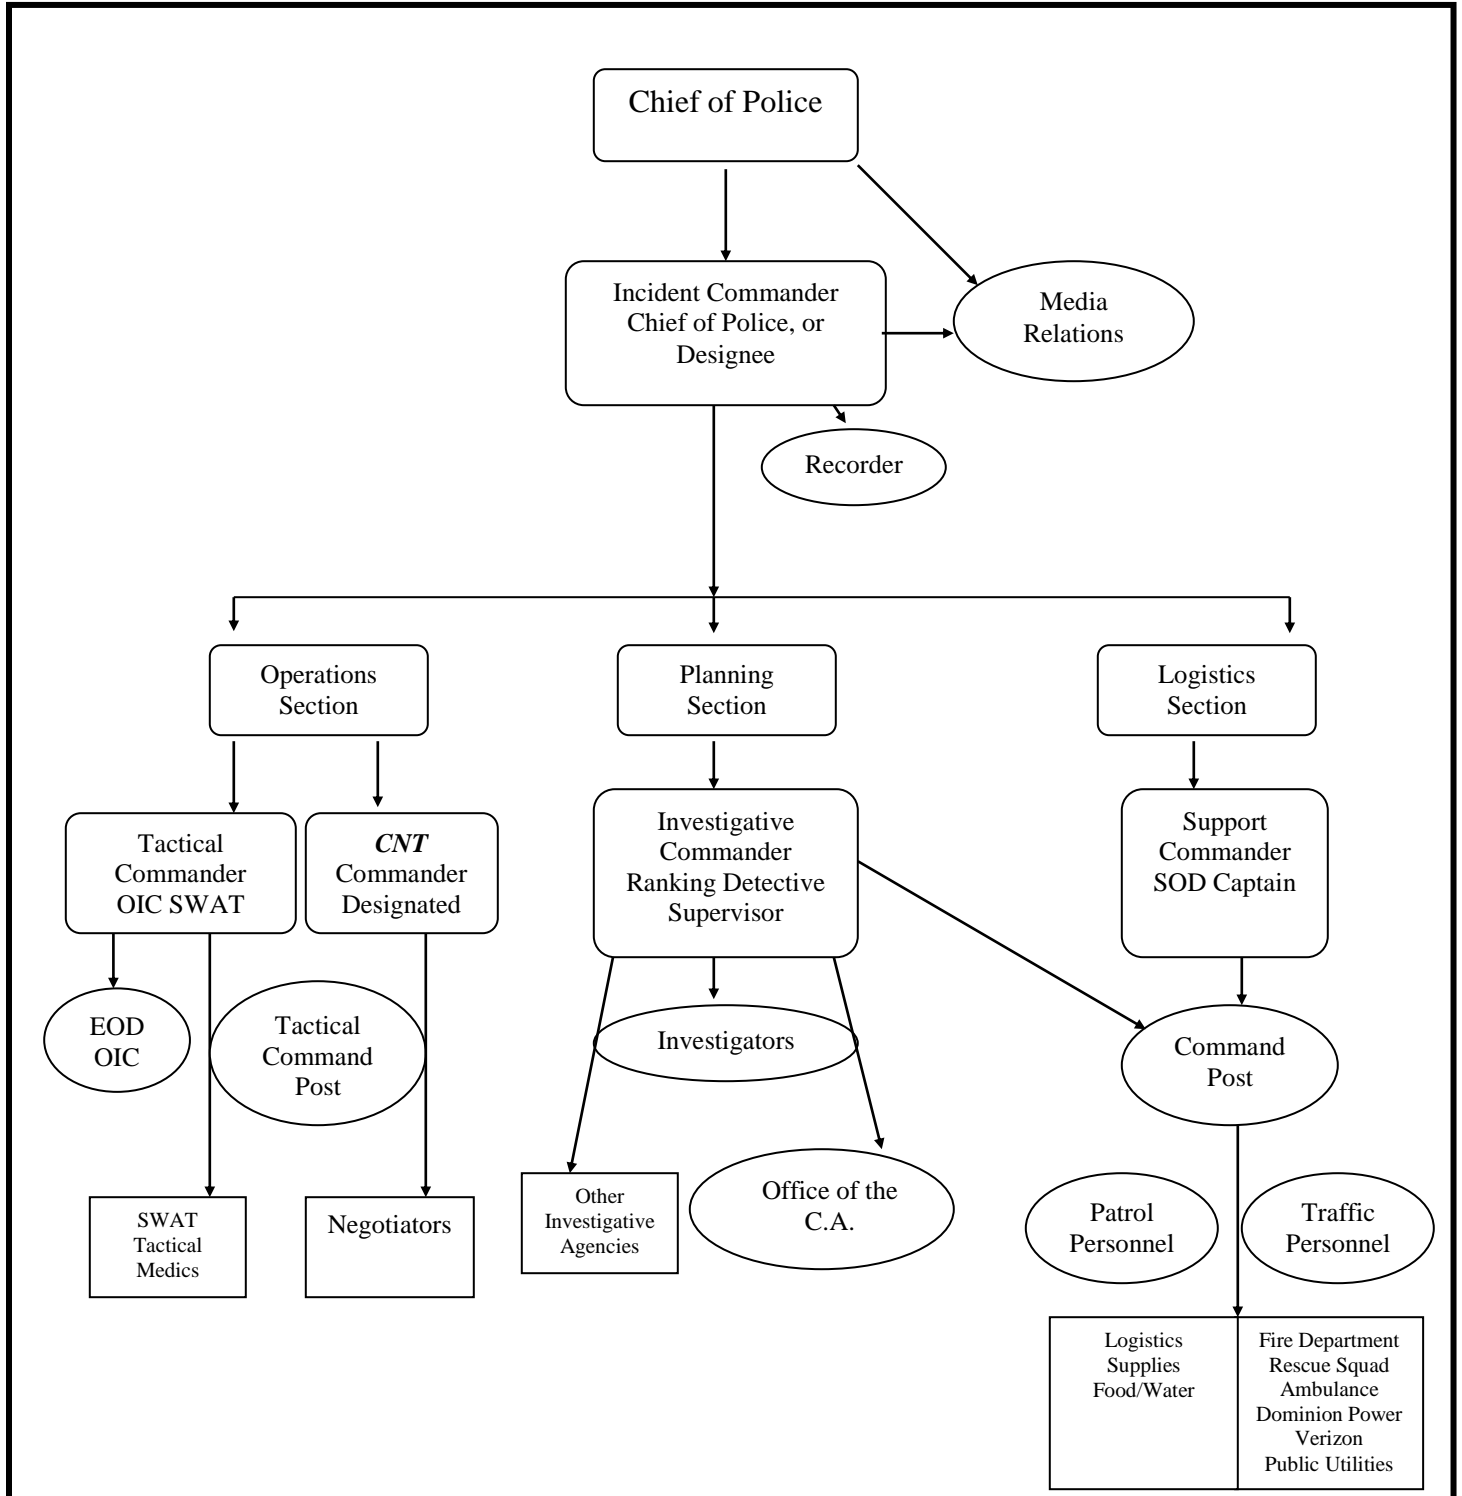 Chief of Police
Incident Commander
Chief of Police, or
Designee
Media
Relations
Recorder
Operations
Section
Planning
Section
Logistics
Section
Tactical
Commander
OIC SWAT
CNT
Commander
Designated
Investigative
Commander
Ranking Detective
Supervisor
Support
Commander
SOD Captain
EOD
OIC
Tactical
Command
Post
Investigators
Command
Post
SWAT
Tactical
Medics
Negotiators
Other
Investigative
Agencies
Office of the
C.A.
Patrol
Personnel
Traffic
Personnel
Logistics
Supplies
Food/Water
Fire Department
Rescue Squad
Ambulance
Dominion Power
Verizon
Public Utilities